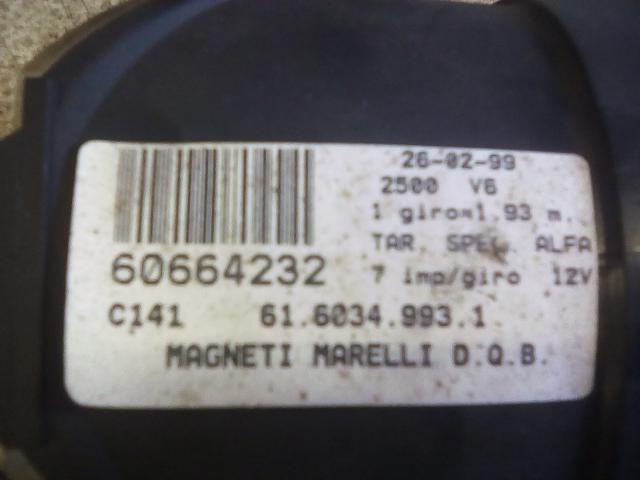 26-02-99
2500 V6
1 giro=1.93 m.
TAR. SPEC. ALFA
60664232
7 imp/giro 12V
C141 61.6034.993.1
MAGNETI MARELLI D.Q.B.